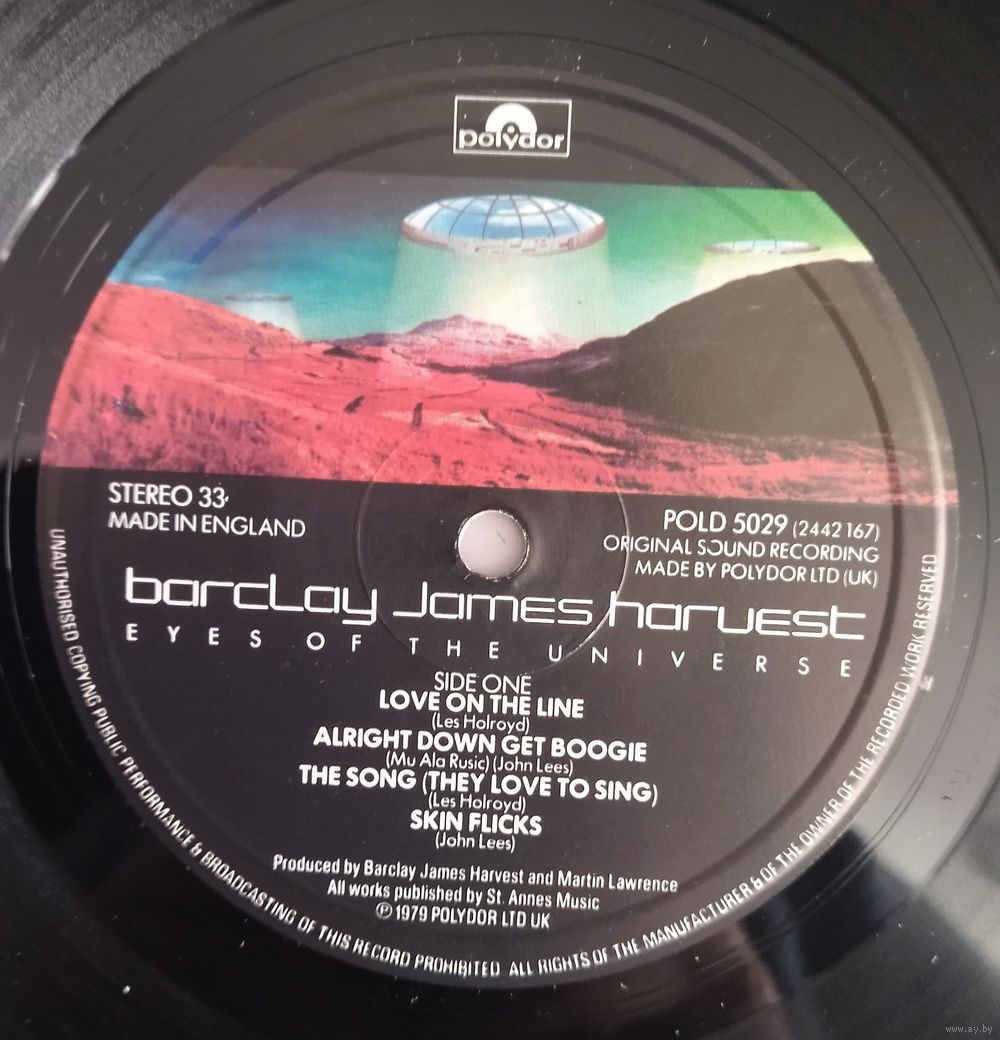 polydor
STEREO 33
MADE IN ENGLAND
POLD 5029 (2442 167)
ORIGINAL SOUND RECORDING
MADE BY POLYDOR LTD (UK)
barclay James harvest
EYES OF THE UNIVERSE
SIDE ONE
LOVE ON THE LINE
(Les Holroyd)
ALRIGHT DOWN GET BOOGIE
(Mu Ala Rusic) (John Lees)
THE SONG (THEY LOVE TO SING)
(Les Holroyd)
SKIN FLICKS
(John Lees)
Produced by Barclay James Harvest and Martin Lawrence
All works published by St. Annes Music
Ⓟ 1979 POLYDOR LTD UK
UNAUTHORISED COPYING PUBLIC PERFORMANCE & BROADCASTING OF THIS RECORD PROHIBITED ALL RIGHTS OF THE MANUFACTURER & OF THE OWNER OF THE RECORDED WORK RESERVED
www.ay.by